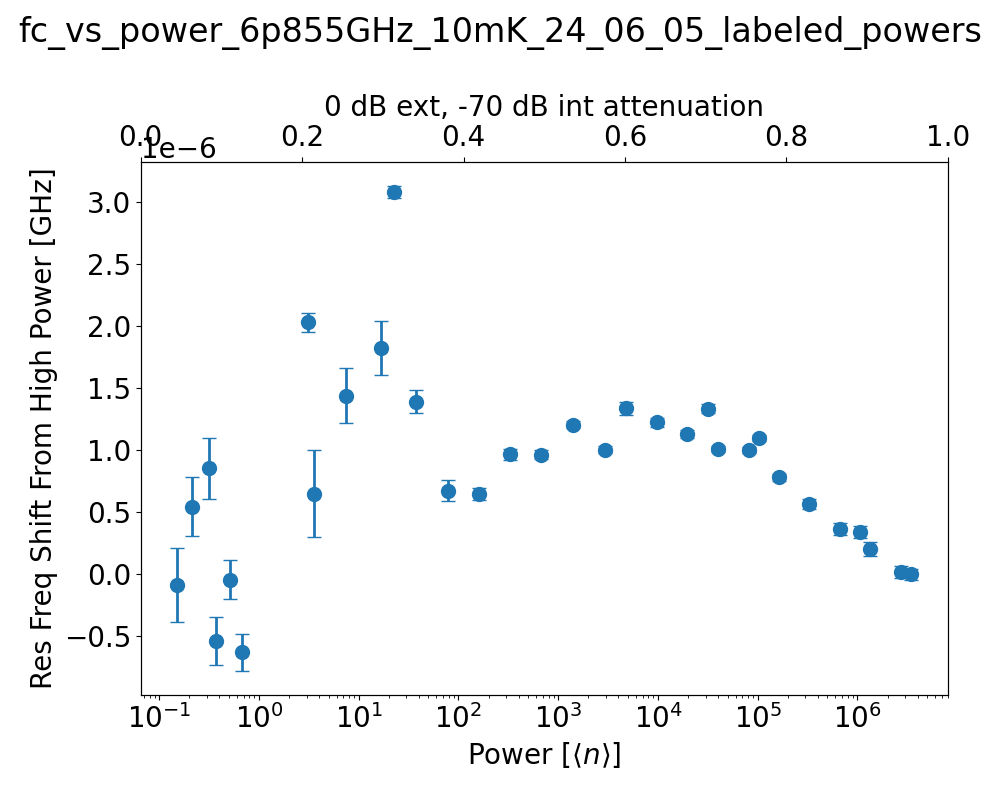 fc_vs_power_6p855GHz_10mK_24_06_05_labeled_powers
0 dB ext, -70 dB int attenuation
0.0 0.2 0.4 0.6 0.8 1.0
1e−6
Res Freq Shift From High Power [GHz]
3.0
2.5
2.0
1.5
1.0
0.5
0.0
−0.5
10⁻¹ 10⁰ 10¹ 10² 10³ 10⁴ 10⁵ 10⁶
Power [⟨n⟩]